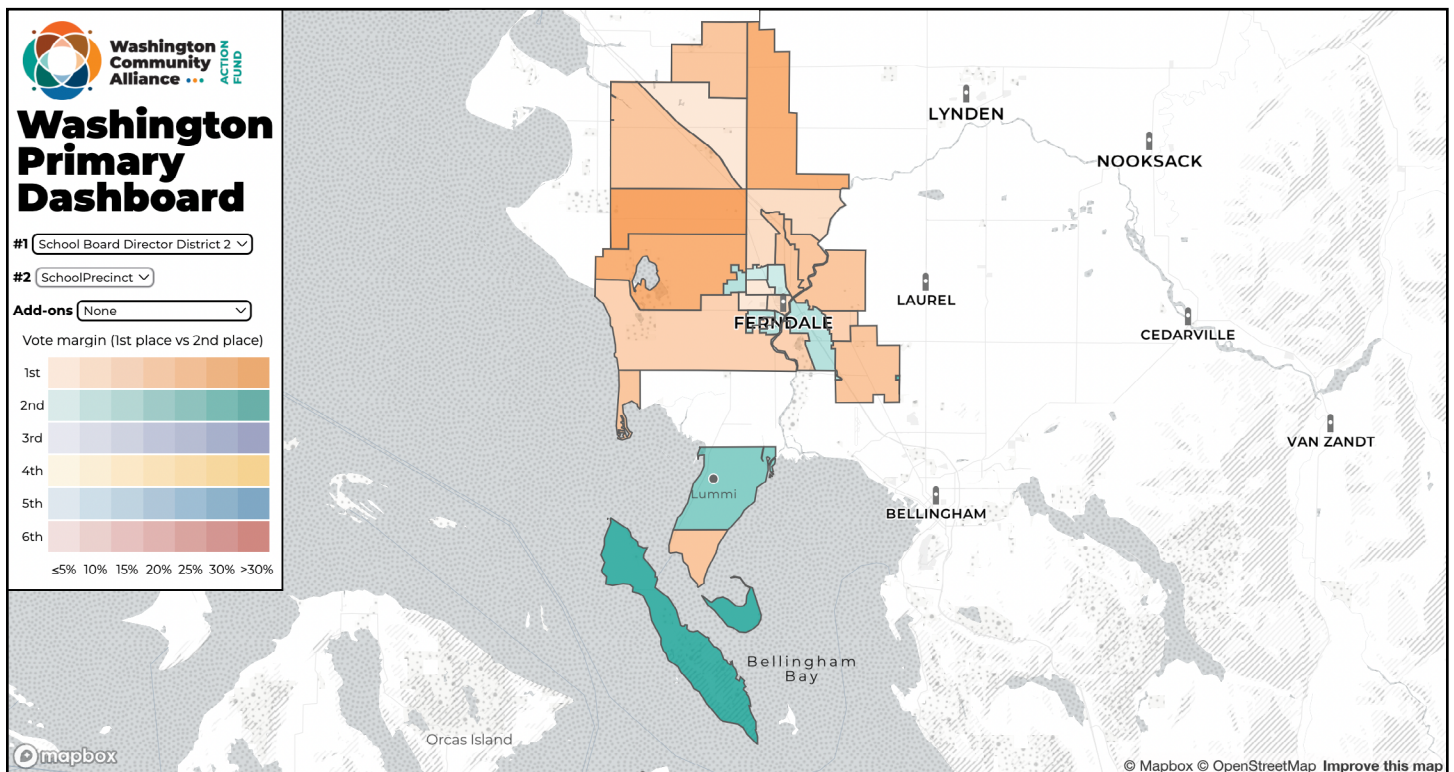 Washington
Community
Alliance
ACTION
FUND
Washington
Primary
Dashboard
#1 School Board Director District 2
#2 SchoolPrecinct
Add-ons None
Vote margin (1st place vs 2nd place)
1st
2nd
3rd
4th
5th
6th
≤5% 10% 15% 20% 25% 30% >30%
LYNDEN
NOOKSACK
LAUREL
FERNDALE
CEDARVILLE
VAN ZANDT
Lummi
BELLINGHAM
Bellingham
Bay
Orcas Island
mapbox
© Mapbox © OpenStreetMap Improve this map